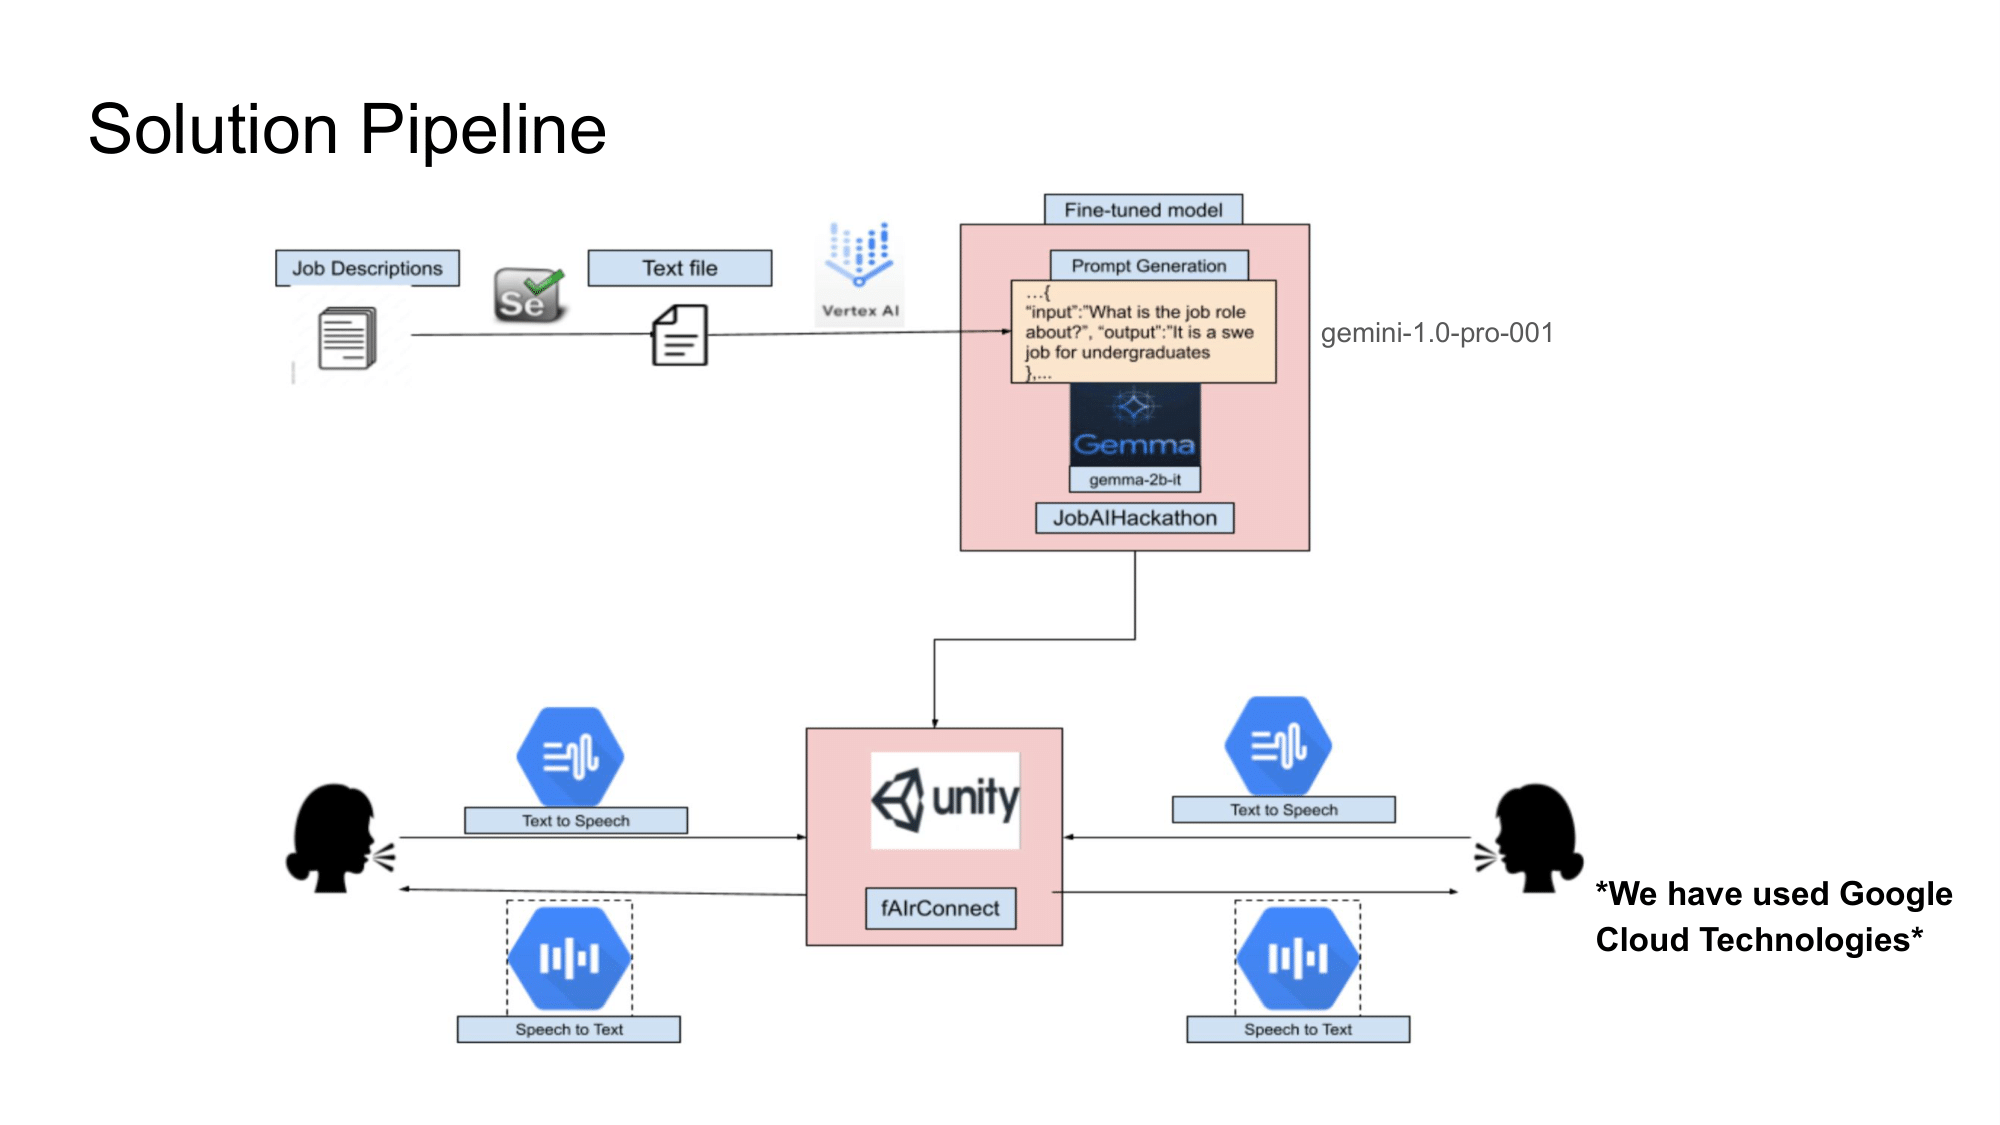 Solution Pipeline
Fine-tuned model
Job Descriptions
Se
Text file
Vertex AI
Prompt Generation
...{
“input”:”What is the job role
about?”, “output”:”It is a swe
job for undergraduates
},...
gemini-1.0-pro-001
Gemma
gemma-2b-it
JobAIHackathon
unity
Text to Speech
Text to Speech
fAIrConnect
*We have used Google
Cloud Technologies*
Speech to Text
Speech to Text